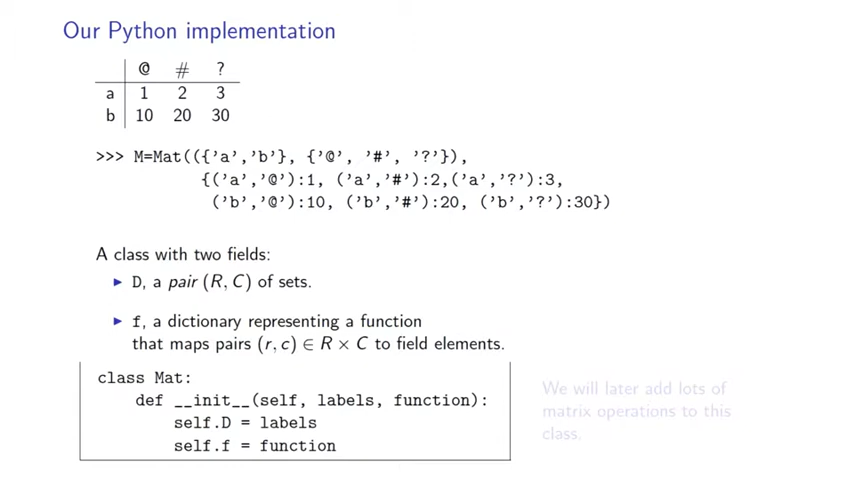 Our Python implementation
@ # ?
a 1 2 3
b 10 20 30
>>> M=Mat(({'a','b'}, {'@', '#', '?'}),
{('a','@'):1, ('a','#'):2,('a','?'):3,
('b','@'):10, ('b','#'):20, ('b','?'):30})
A class with two fields:
▶ D, a pair (R, C) of sets.
▶ f, a dictionary representing a function
that maps pairs (r, c) ∈ R × C to field elements.
class Mat:
def __init__(self, labels, function):
self.D = labels
self.f = function
We will later add lots of
matrix operations to this
class.